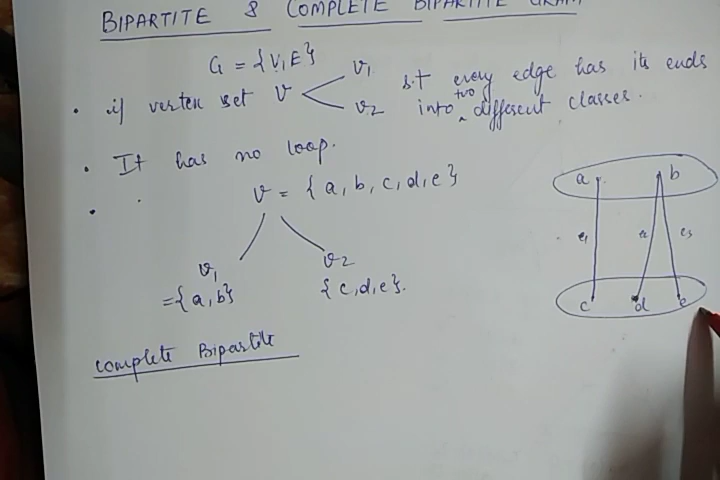 BIPARTITE & COMPLETE BIPARTITE GRAPH
G = {V, E}
• if vertex set V < V1 s.t every edge has its ends
V2 into two different classes.
• It has no loop.
• V = {a, b, c, d, e}
V1 V2
= {a, b} {c, d, e}.
Complete Bipartite
a b
e1 e2 e3
c d e